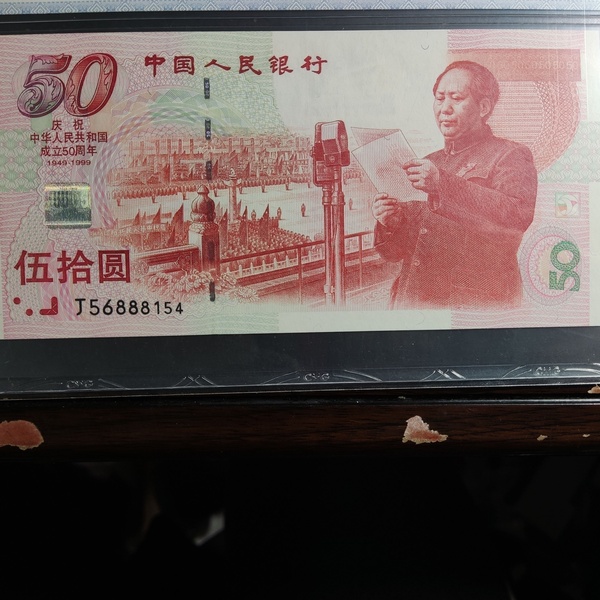 50
中国人民银行
庆祝
中华人民共和国
成立50周年
1949-1999
伍拾圆
J56888154
50